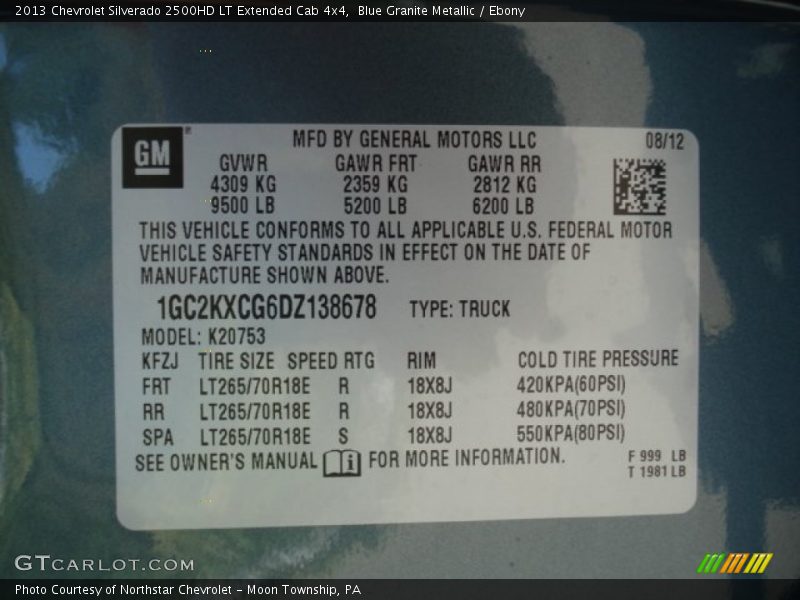 2013 Chevrolet Silverado 2500HD LT Extended Cab 4x4, Blue Granite Metallic / Ebony
GM ® MFD BY GENERAL MOTORS LLC 08/12
GVWR GAWR FRT GAWR RR
4309 KG 2359 KG 2812 KG
9500 LB 5200 LB 6200 LB
THIS VEHICLE CONFORMS TO ALL APPLICABLE U.S. FEDERAL MOTOR
VEHICLE SAFETY STANDARDS IN EFFECT ON THE DATE OF
MANUFACTURE SHOWN ABOVE.
1GC2KXCG6DZ138678 TYPE: TRUCK
MODEL: K20753
KFZJ TIRE SIZE SPEED RTG RIM COLD TIRE PRESSURE
FRT LT265/70R18E R 18X8J 420KPA(60PSI)
RR LT265/70R18E R 18X8J 480KPA(70PSI)
SPA LT265/70R18E S 18X8J 550KPA(80PSI)
SEE OWNER'S MANUAL i FOR MORE INFORMATION.
F 999 LB
T 1981 LB
GTCARLOT.COM
Photo Courtesy of Northstar Chevrolet - Moon Township, PA